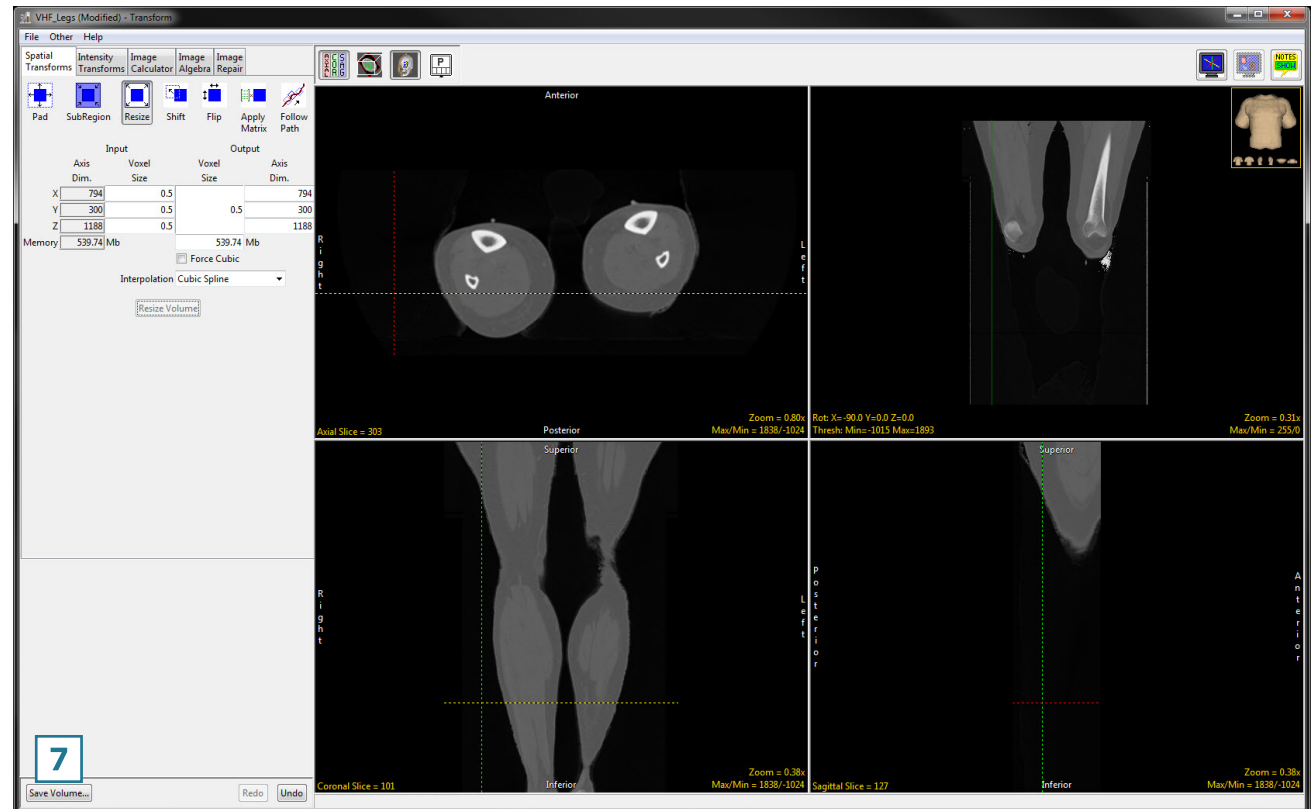 VHF_Legs (Modified) - Transform
File Other Help
Spatial Transforms
Intensity Transforms
Image Calculator
Image Algebra
Image Repair
AXIAL COR SAG
P
NOTES SHOW
Pad
SubRegion
Resize
Shift
Flip
Apply Matrix
Follow Path
Input Output
Axis Dim. Voxel Size Voxel Size Axis Dim.
X 794 0.5 794
Y 300 0.5 0.5 300
Z 1188 0.5 1188
Memory 539.74 Mb 539.74 Mb
Force Cubic
Interpolation Cubic Spline
Resize Volume
7
Save Volume... Redo Undo
Anterior
Right
Left
Zoom = 0.80x
Axial Slice = 303 Posterior Max/Min = 1838/-1024
Rot: X=-90.0 Y=0.0 Z=0.0 Zoom = 0.31x
Thresh: Min=-1015 Max=1893 Max/Min = 255/0
Superior
Right
Left
Zoom = 0.38x
Coronal Slice = 101 Inferior Max/Min = 1838/-1024
Superior
Posterior
Anterior
Zoom = 0.38x
Sagittal Slice = 127 Inferior Max/Min = 1838/-1024